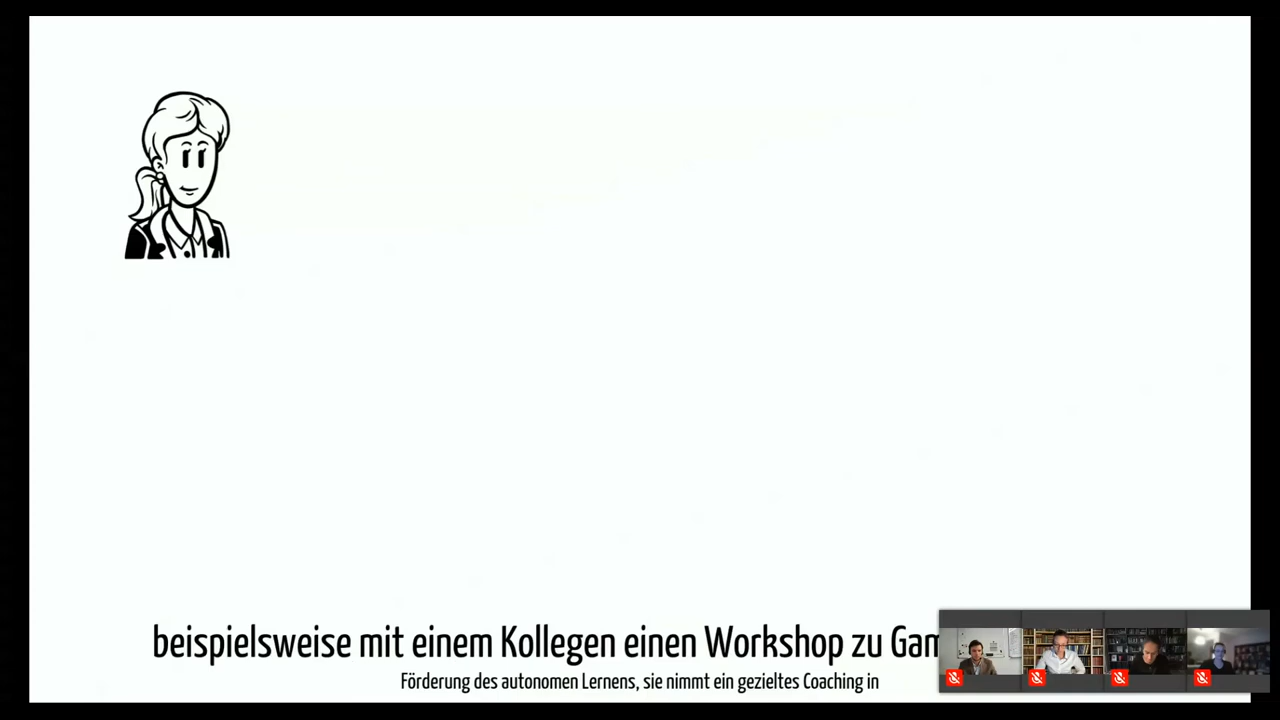 beispielsweise mit einem Kollegen einen Workshop zu Gam
Förderung des autonomen Lernens, sie nimmt ein gezieltes Coaching in